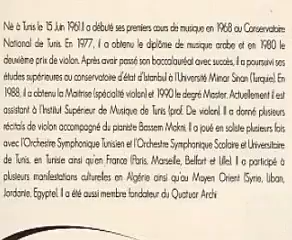 Né à Tunis le 15 Juin 1961.Il a débuté ses premiers cours de musique en 1968 au Conservatoire
National de Tunis. En 1977, il a obtenu le diplôme de musique arabe et en 1980 le
deuxième prix de violon. Après avoir passé son baccalauréat avec succès, il a poursuivi ses
études supérieures au conservatoire d'état d'Istanbul à l'Université Mimar Sinan (Turquie). En
1988, il a obtenu la Maitrise (spécialité violon) et 1990 le degré Master. Actuellement il est
assistant à l'Institut Supérieur de Musique de Tunis (prof. De violon). Il a donné plusieurs
récitals de violon accompagné du pianiste Bassem Makni. Il a joué en soliste plusieurs fois
avec l'Orchestre Symphonique Tunisien et l'Orchestre Symphonique Scolaire et Universitaire
de Tunis, en Tunisie ainsi qu'en France (Paris, Marseille, Belfort et Lille). Il a participé à
plusieurs manifestations culturelles en Algérie ainsi qu'au Moyen Orient (Syrie, Liban,
Jordanie, Egypte). Il a été aussi membre fondateur du Quatuor Archi